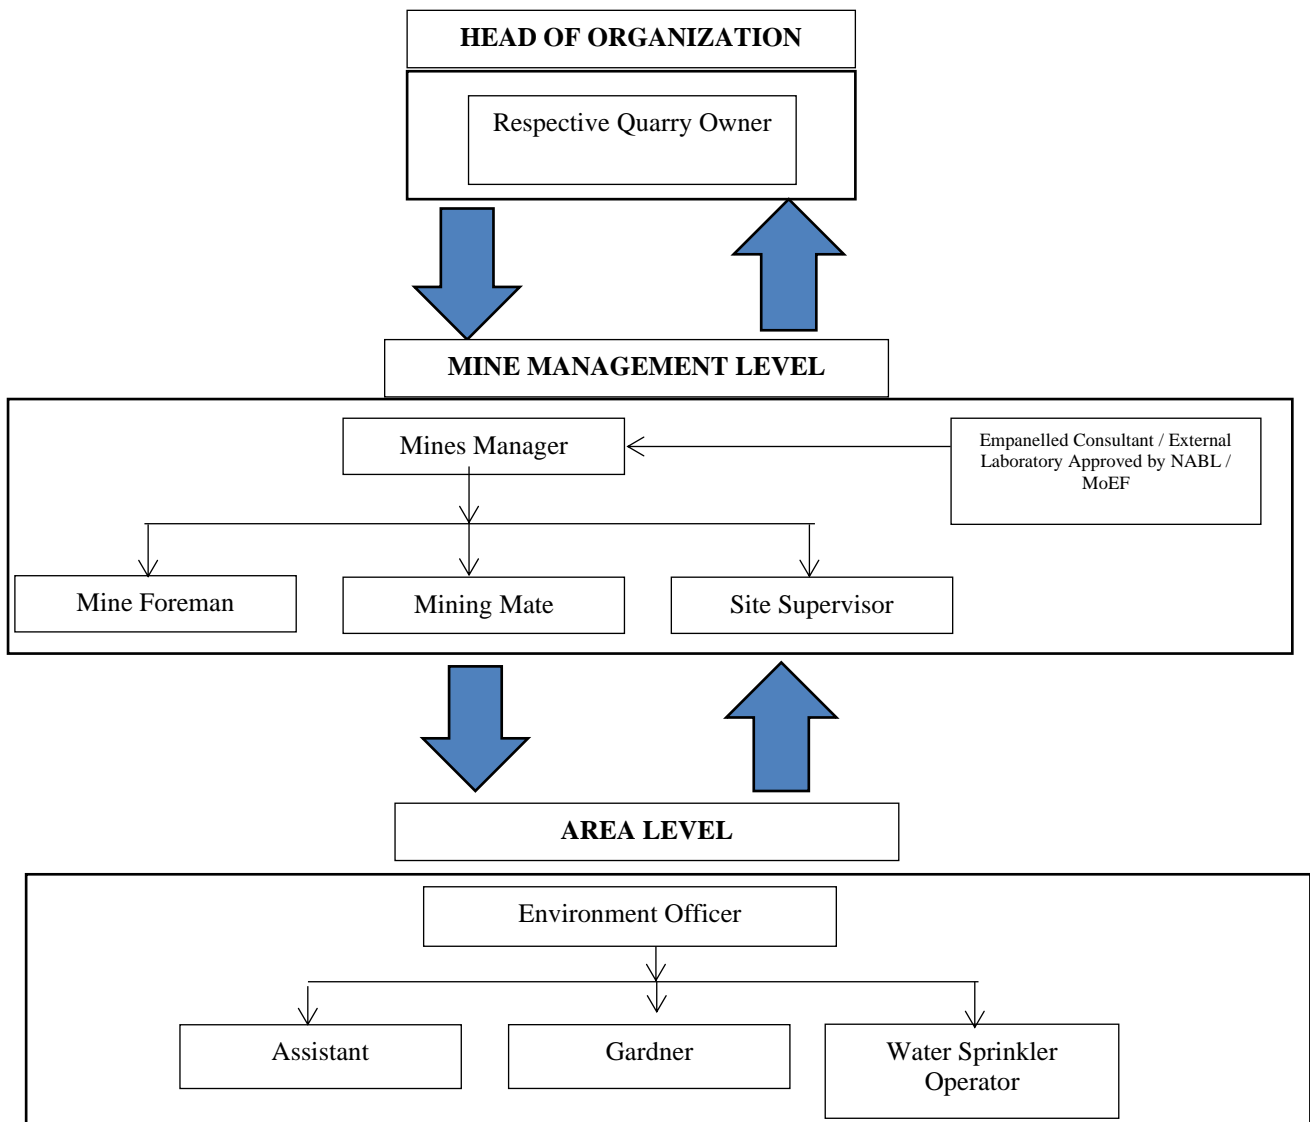 HEAD OF ORGANIZATION
Respective Quarry Owner
MINE MANAGEMENT LEVEL
Mines Manager
Empanelled Consultant / External
Laboratory Approved by NABL /
MoEF
Mine Foreman
Mining Mate
Site Supervisor
AREA LEVEL
Environment Officer
Assistant
Gardner
Water Sprinkler
Operator